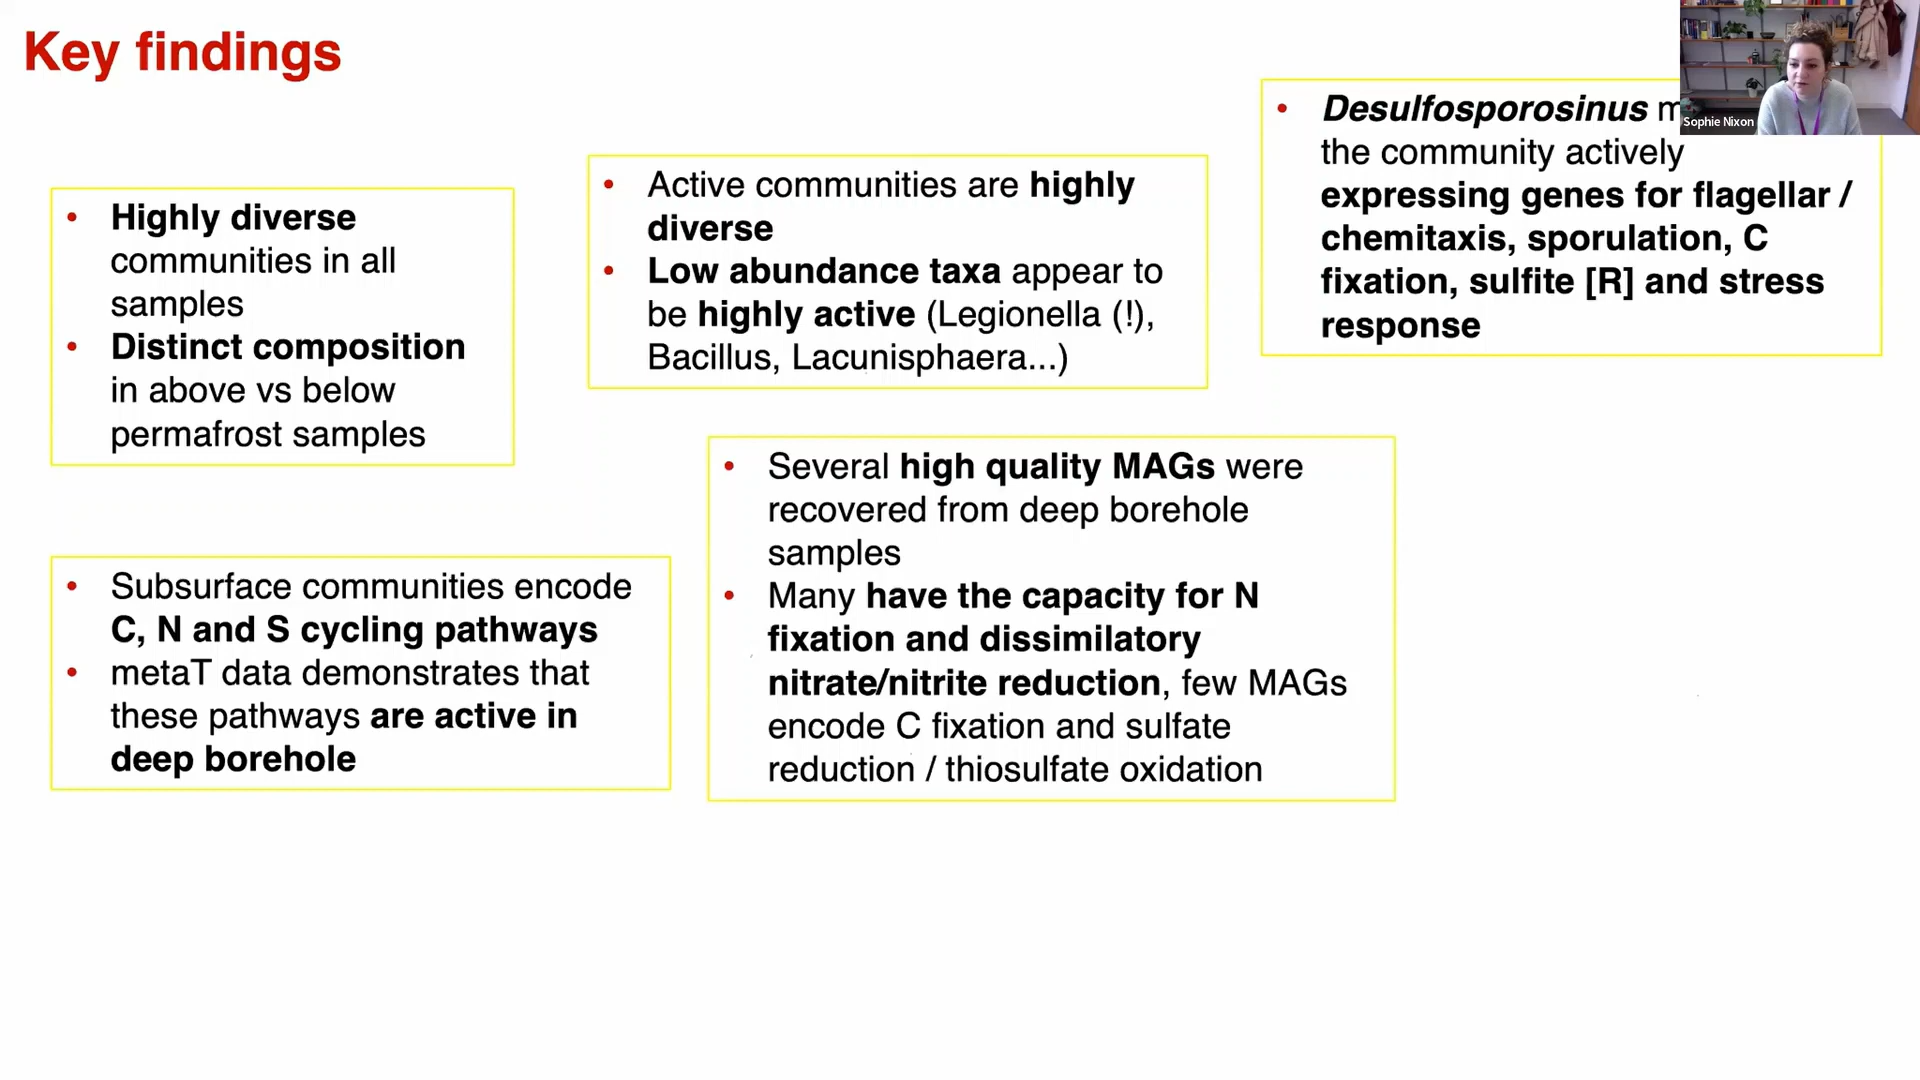 Key findings
Sophie Nixon
• Highly diverse
communities in all
samples
• Distinct composition
in above vs below
permafrost samples
• Active communities are highly
diverse
• Low abundance taxa appear to
be highly active (Legionella (!),
Bacillus, Lacunisphaera...)
• Desulfosporosinus
the community actively
expressing genes for flagellar /
chemitaxis, sporulation, C
fixation, sulfite [R] and stress
response
• Subsurface communities encode
C, N and S cycling pathways
• metaT data demonstrates that
these pathways are active in
deep borehole
• Several high quality MAGs were
recovered from deep borehole
samples
• Many have the capacity for N
fixation and dissimilatory
nitrate/nitrite reduction, few MAGs
encode C fixation and sulfate
reduction / thiosulfate oxidation